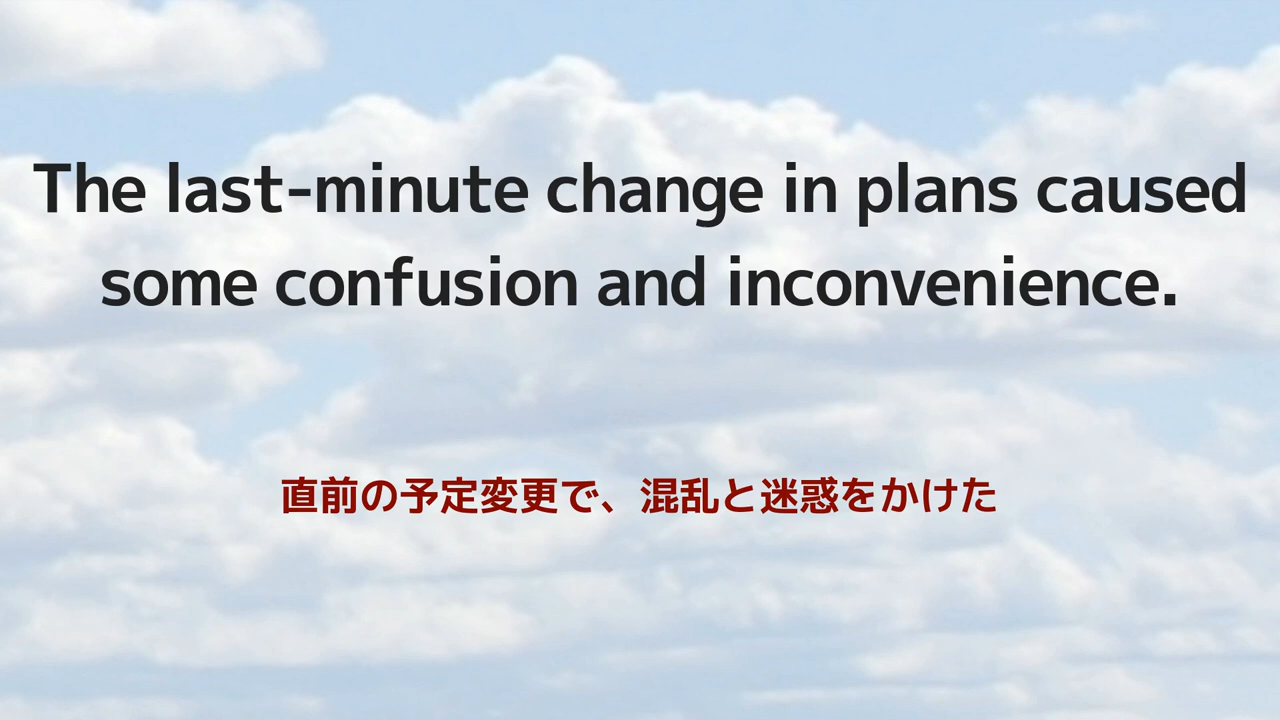 The last-minute change in plans caused
some confusion and inconvenience.
直前の予定変更で、混乱と迷惑をかけた